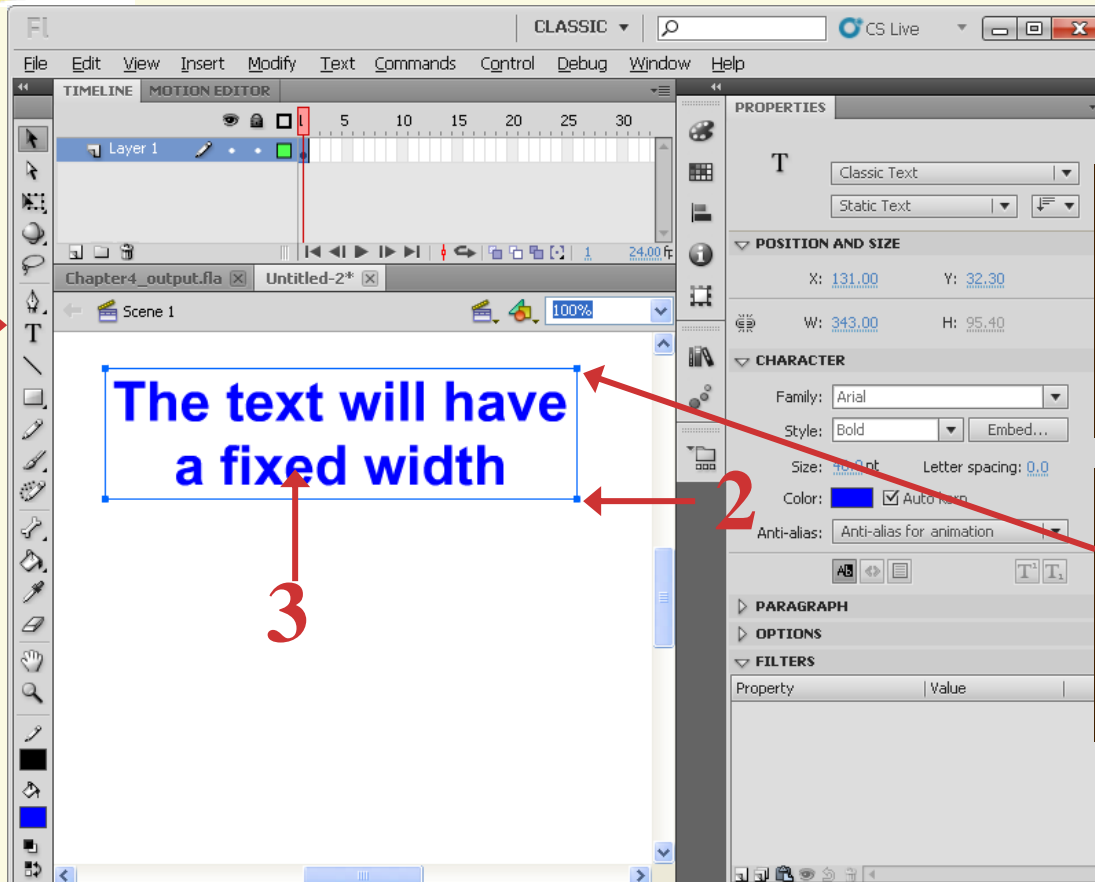 Fl
CLASSIC
CS Live
File Edit View Insert Modify Text Commands Control Debug Window Help
TIMELINE MOTION EDITOR
1 5 10 15 20 25 30
Layer 1
1 24.00 fp
Chapter4_output.fla Untitled-2*
Scene 1
100%
The text will have
a fixed width
2
3
PROPERTIES
T
Classic Text
Static Text
POSITION AND SIZE
X: 131.00 Y: 32.30
W: 343.00 H: 95.40
CHARACTER
Family: Arial
Style: Bold Embed...
Size: pt Letter spacing: 0.0
Color: Auto kern
Anti-alias: Anti-alias for animation
PARAGRAPH
OPTIONS
FILTERS
Property Value